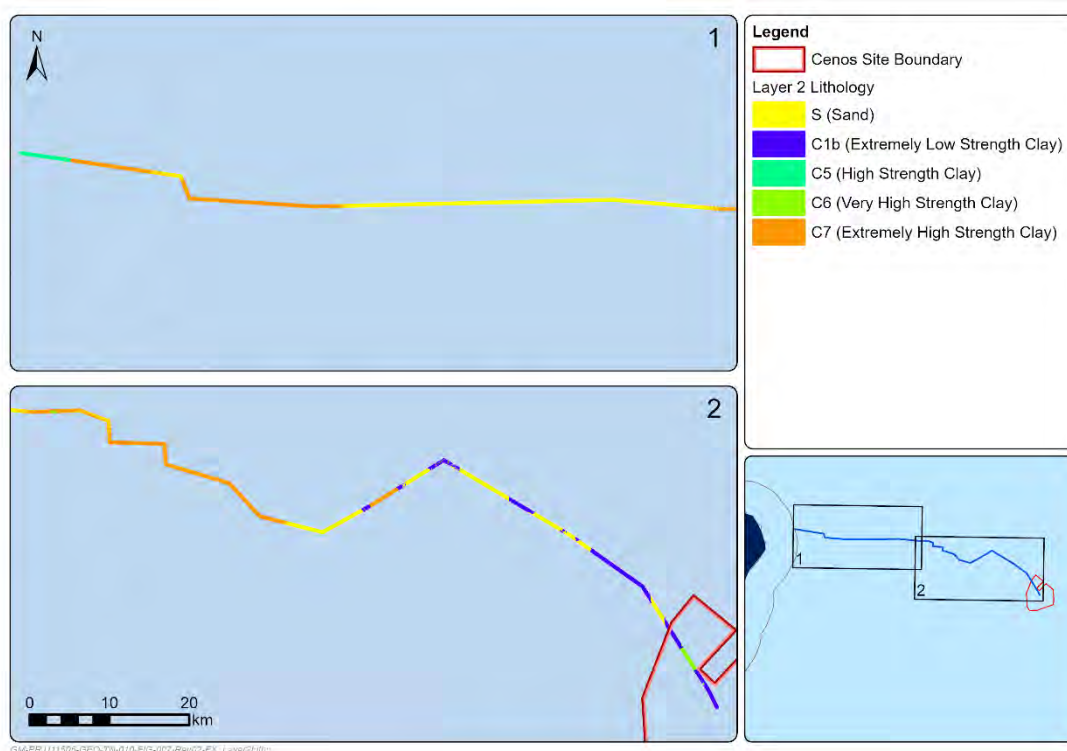 N
1
2
0 10 20
km
Legend
Cenos Site Boundary
Layer 2 Lithology
S (Sand)
C1b (Extremely Low Strength Clay)
C5 (High Strength Clay)
C6 (Very High Strength Clay)
C7 (Extremely High Strength Clay)
1
2